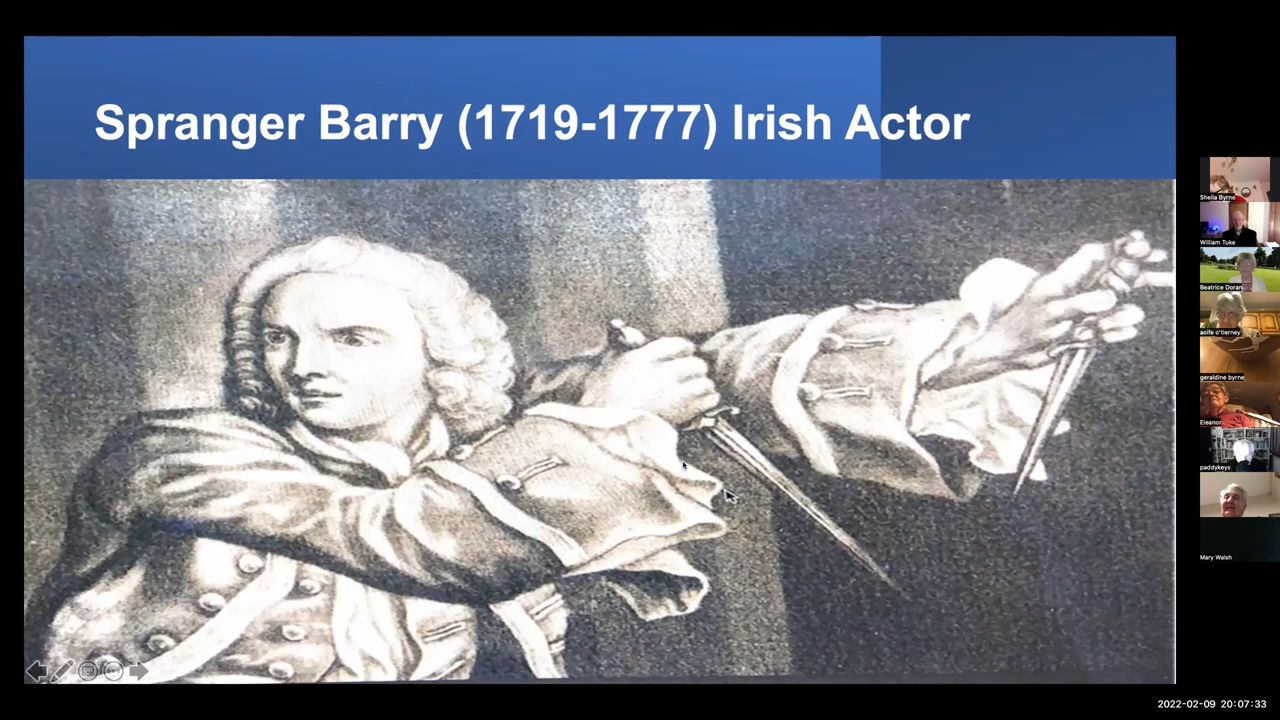 Spranger Barry (1719-1777) Irish Actor
Sheila Byrne
William Tuke
Beatrice Doran
aoife o'tierney
geraldine byrne
Eleanor
paddykeys
Mary Walsh
2022-02-09 20:07:33